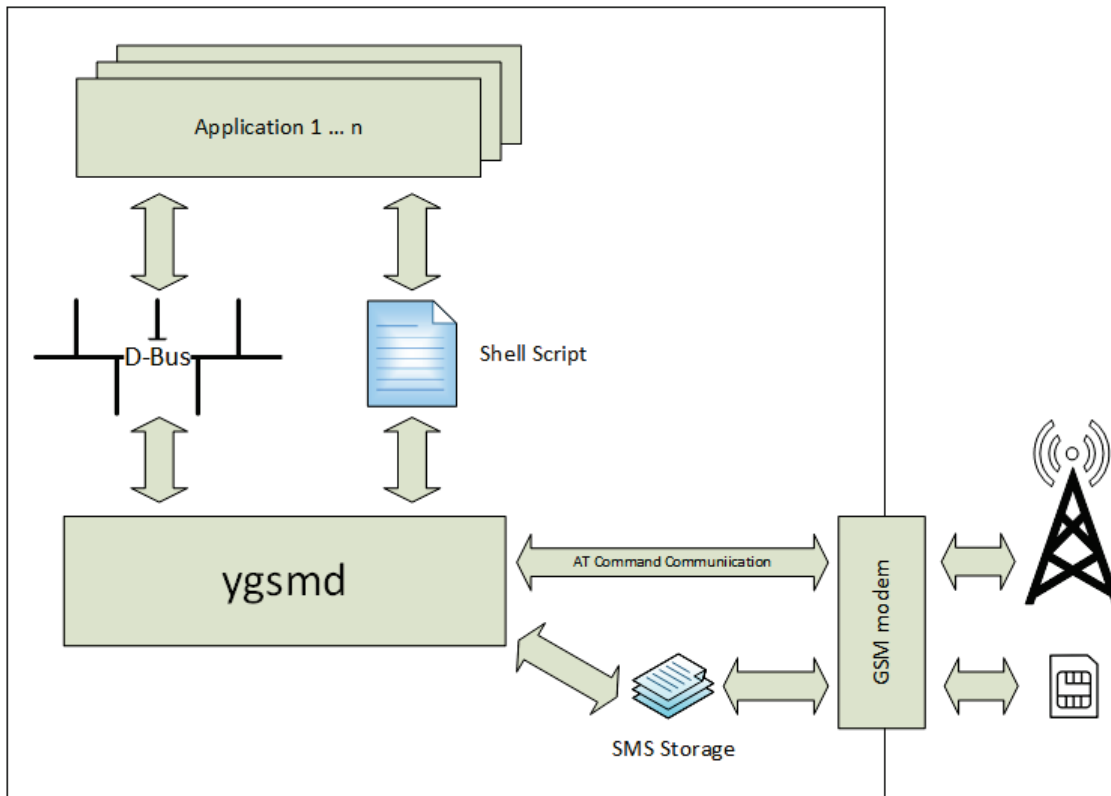 Application 1 ... n
D-Bus
Shell Script
ygsmd
AT Command Communiication
GSM modem
SMS Storage